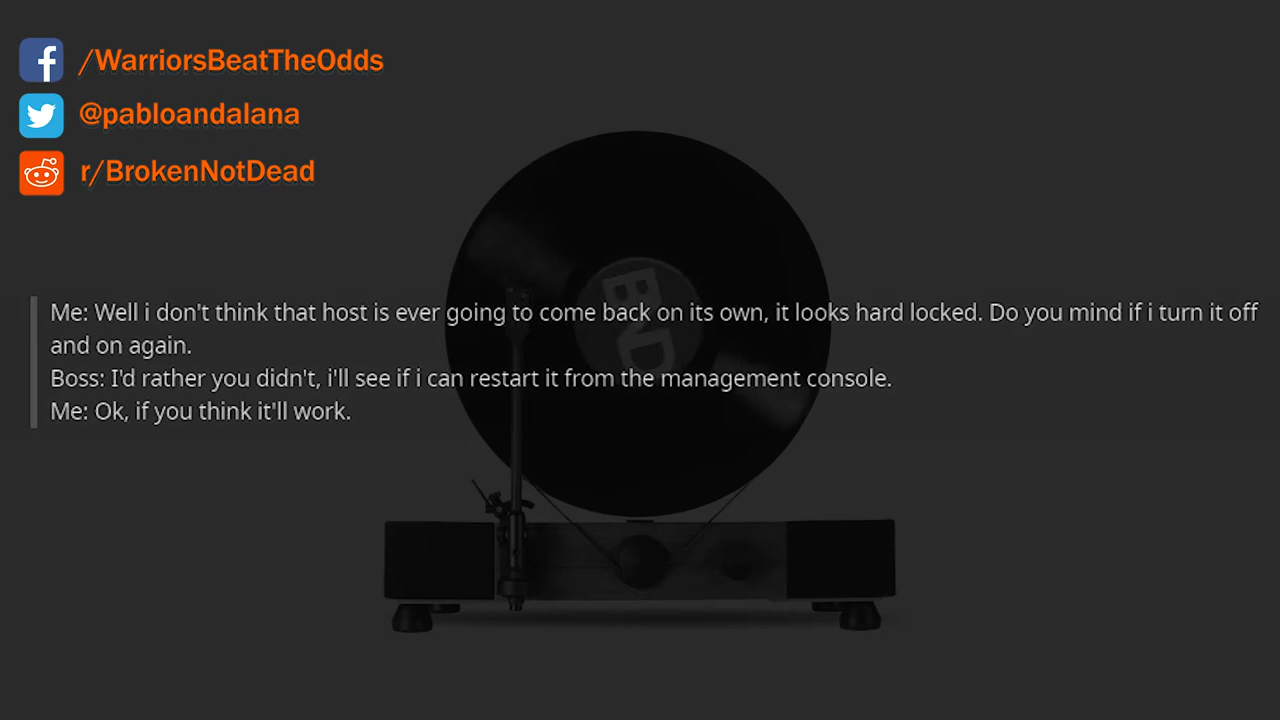 /WarriorsBeatTheOdds
@pabloandalana
r/BrokenNotDead
BND
Me: Well i don't think that host is ever going to come back on its own, it looks hard locked. Do you mind if i turn it off
and on again.
Boss: I'd rather you didn't, i'll see if i can restart it from the management console.
Me: Ok, if you think it'll work.